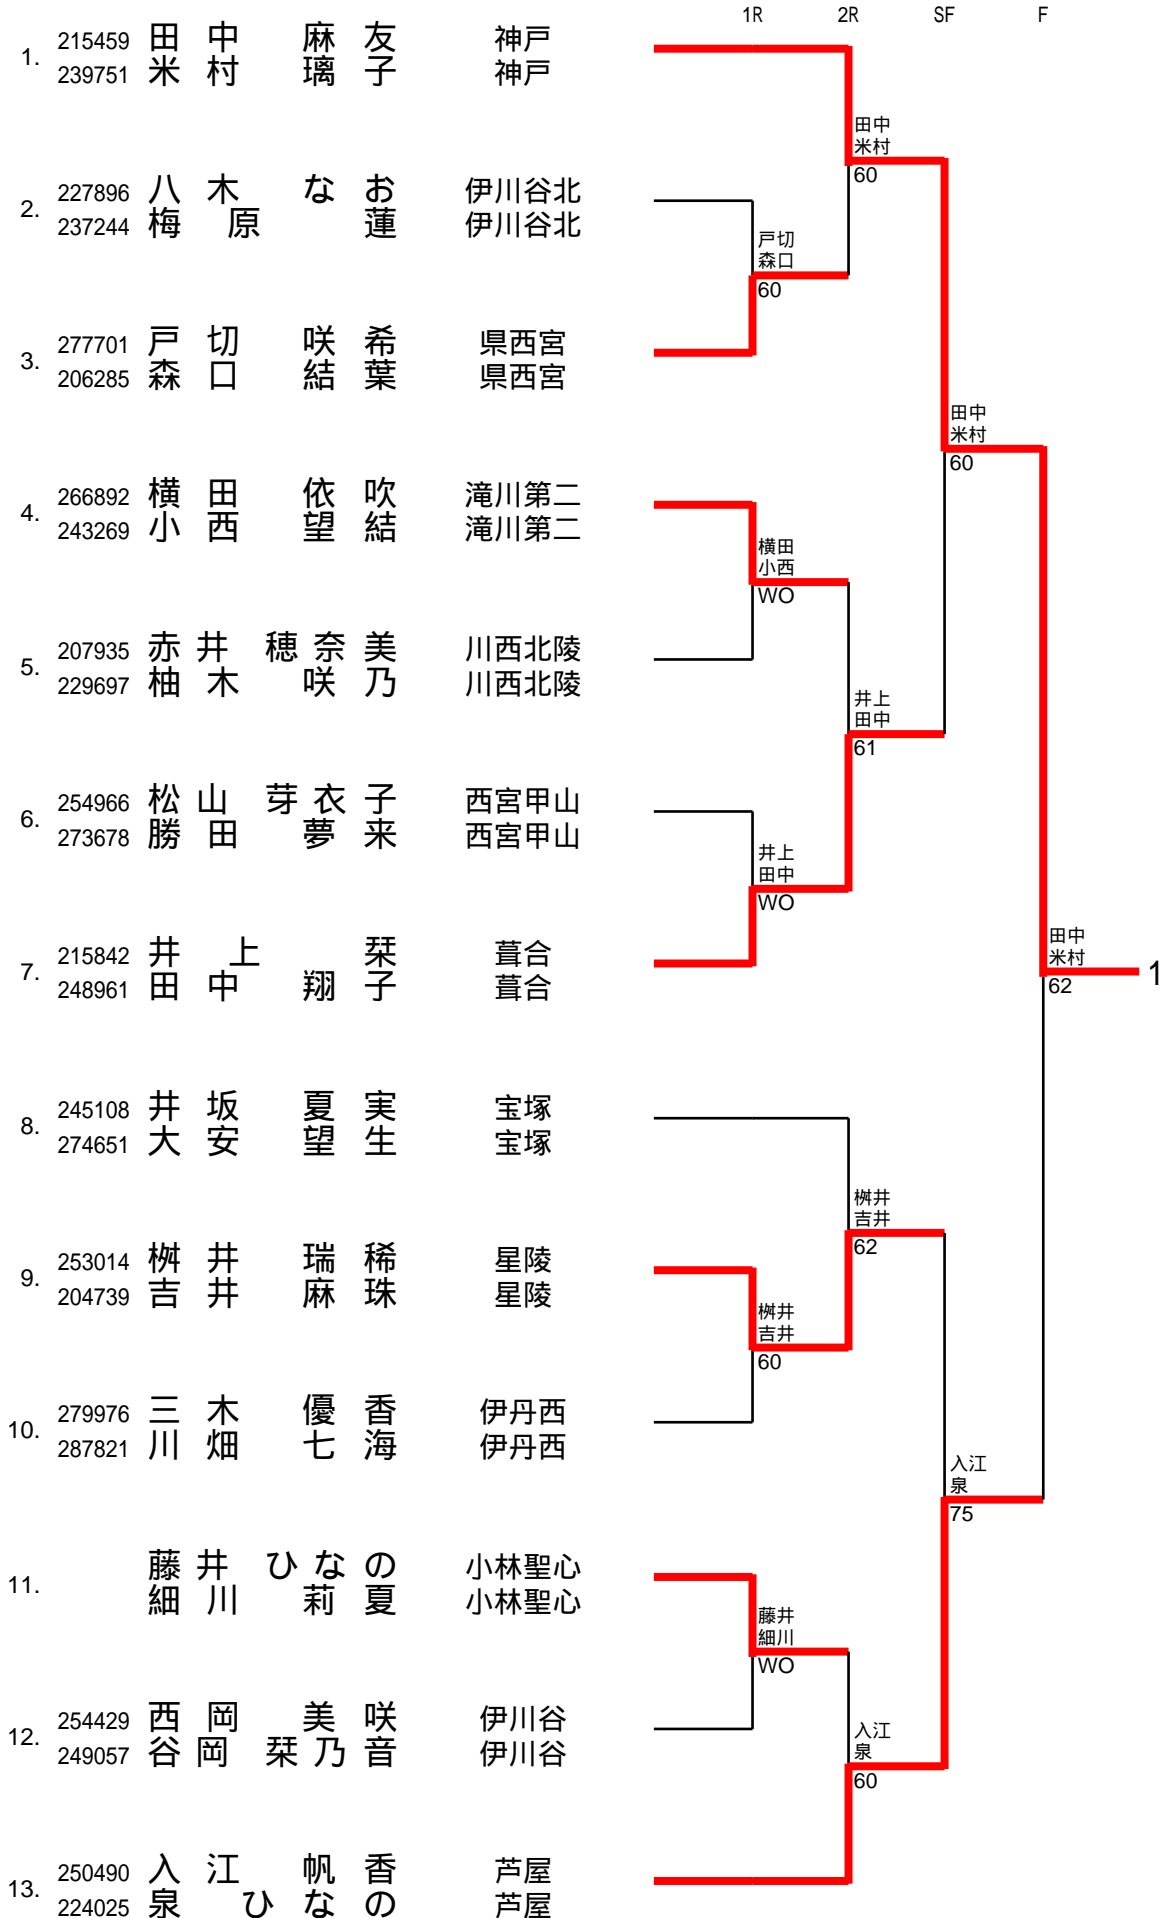 1R 2R SF F
1. 215459 田中 麻友 神戸
239751 米村 璃子 神戸
田中
米村
60
2. 227896 八木 なお 伊川谷北
237244 梅原 蓮 伊川谷北
戸切
森口
60
3. 277701 戸切 咲希 県西宮
206285 森口 結葉 県西宮
田中
米村
60
4. 266892 横田 依吹 滝川第二
243269 小西 望結 滝川第二
横田
小西
WO
5. 207935 赤井 穂奈美 川西北陵
229697 柚木 咲乃 川西北陵
井上
田中
61
6. 254966 松山 芽衣子 西宮甲山
273678 勝田 夢来 西宮甲山
井上
田中
WO
7. 215842 井上 栞 葺合
248961 田中 翔子 葺合
田中
米村
62
1
8. 245108 井坂 夏実 宝塚
274651 大安 望生 宝塚
桝井
吉井
62
9. 253014 桝井 瑞稀 星陵
204739 吉井 麻珠 星陵
桝井
吉井
60
10. 279976 三木 優香 伊丹西
287821 川畑 七海 伊丹西
入江
泉
75
11. 藤井 ひなの 小林聖心
細川 莉夏 小林聖心
藤井
細川
WO
12. 254429 西岡 美咲 伊川谷
249057 谷岡 栞乃音 伊川谷
入江
泉
60
13. 250490 入江 帆香 芦屋
224025 泉 ひなの 芦屋